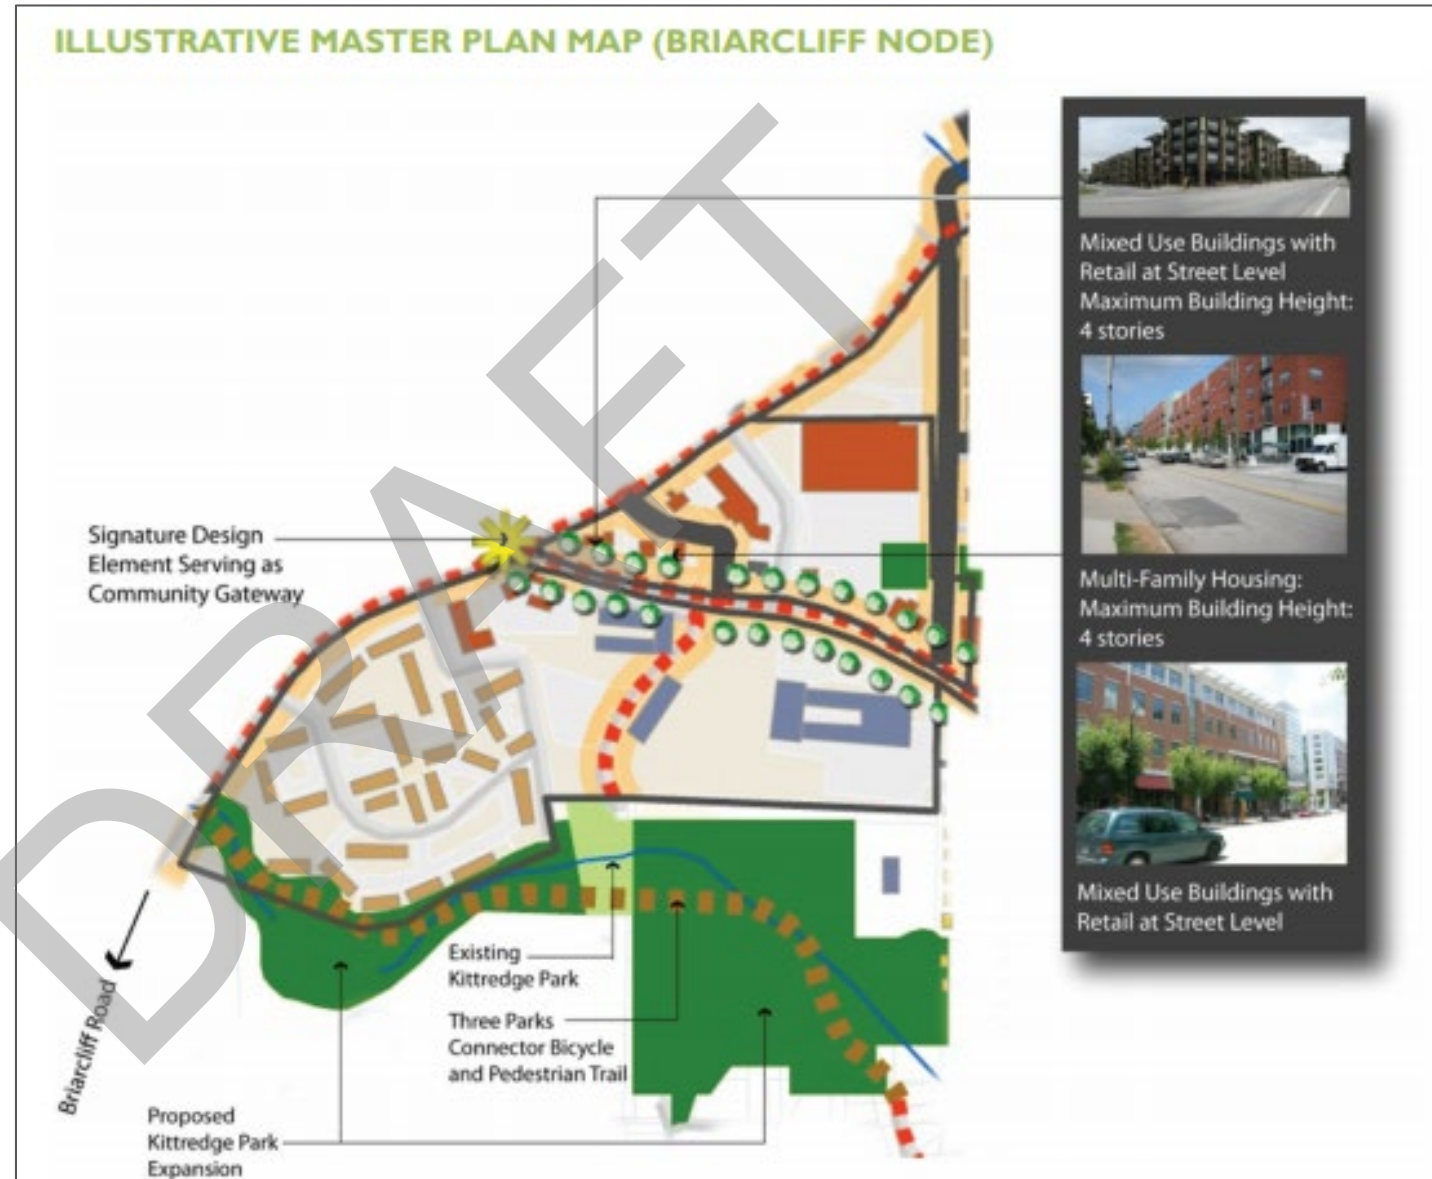 ILLUSTRATIVE MASTER PLAN MAP (BRIARCLIFF NODE)
Mixed Use Buildings with
Retail at Street Level
Maximum Building Height:
4 stories
Multi-Family Housing:
Maximum Building Height:
4 stories
Mixed Use Buildings with
Retail at Street Level
Signature Design
Element Serving as
Community Gateway
Existing
Kittredge Park
Three Parks
Connector Bicycle
and Pedestrian Trail
Briarcliff Road
Proposed
Kittredge Park
Expansion
DRAFT